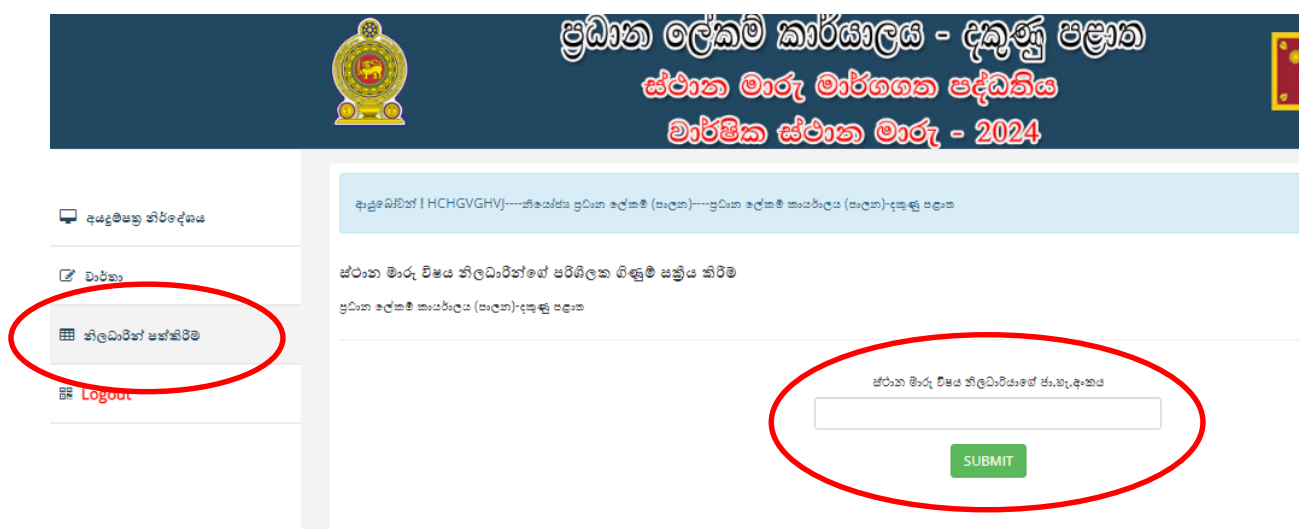 ප්‍රධාන ලේකම් කාර්යාලය - දකුණු පළාත
ස්ථාන මාරු මාර්ගගත පද්ධතිය
වාර්ෂික ස්ථාන මාරු - 2024
ආයුබෝවන් ! HCHGVGHVJ----නියෝජ්‍ය ප්‍රධාන ලේකම් (පාලන)----ප්‍රධාන ලේකම් කාර්යාලය (පාලන)-දකුණු පළාත
අයදුම්පත්‍ර නිර්දේශය
වාර්තා
නිලධාරීන් පත්කිරීම
Logout
ස්ථාන මාරු විෂය නිලධාරීන්ගේ පරිශීලක ගිණුම් සක්‍රීය කිරීම
ප්‍රධාන ලේකම් කාර්යාලය (පාලන)-දකුණු පළාත
ස්ථාන මාරු විෂය නිලධාරියාගේ ජා.හැ.අංකය
SUBMIT